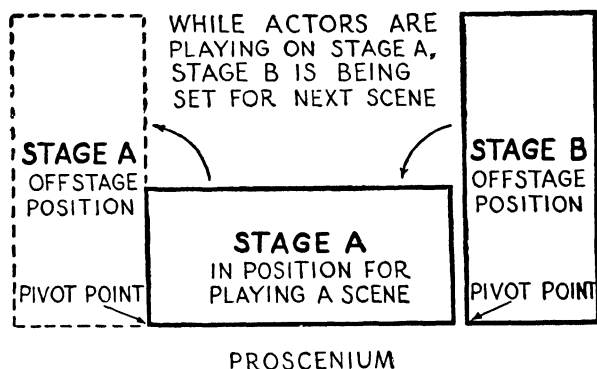 WHILE ACTORS ARE
PLAYING ON STAGE A,
STAGE B IS BEING
SET FOR NEXT SCENE
STAGE A
OFFSTAGE
POSITION
STAGE B
OFFSTAGE
POSITION
STAGE A
IN POSITION FOR
PLAYING A SCENE
PIVOT POINT
PIVOT POINT
PROSCENIUM